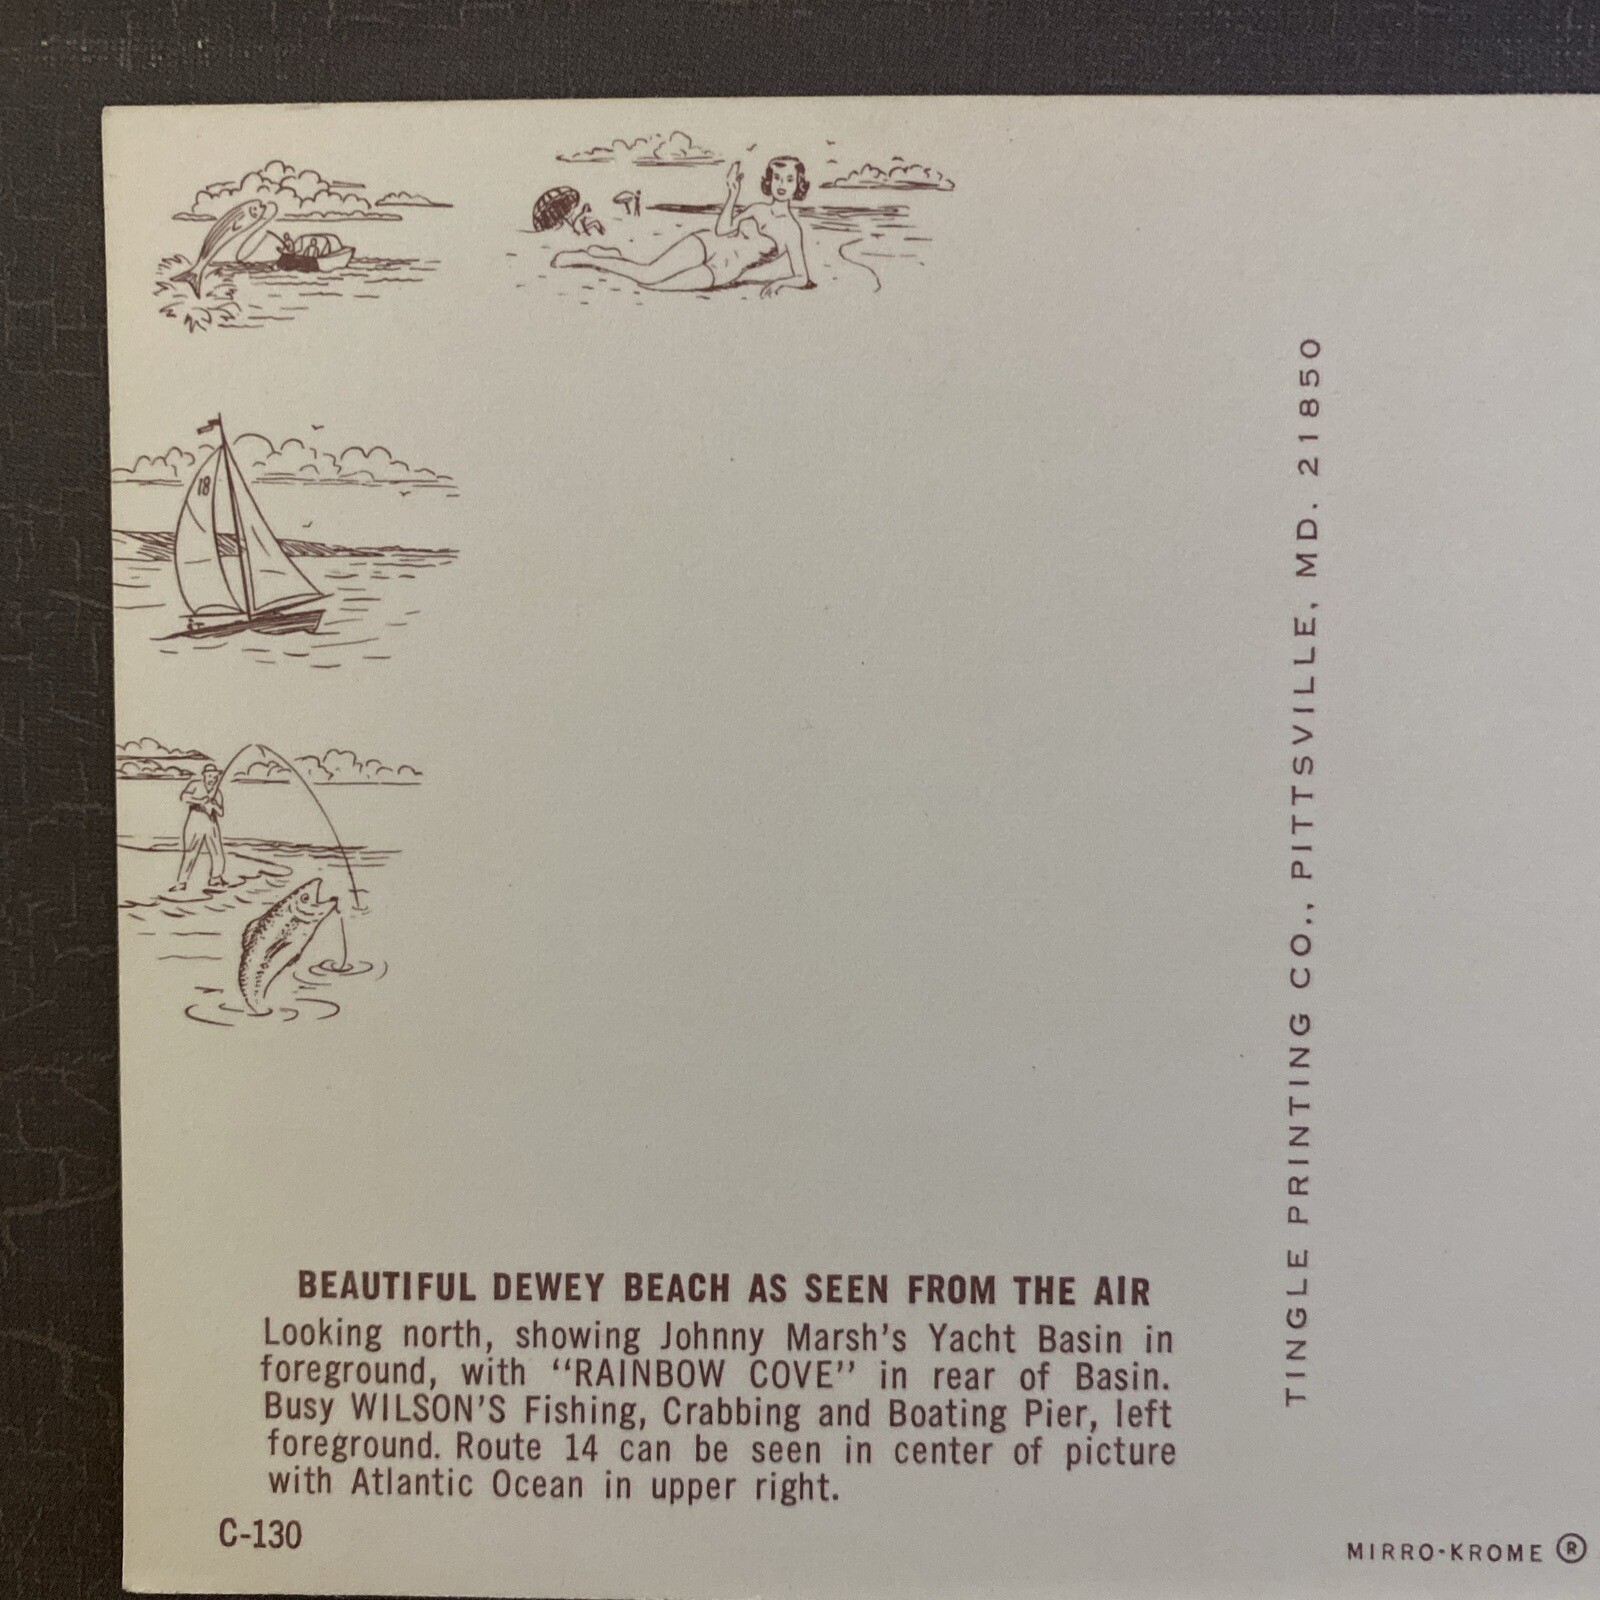 18
BEAUTIFUL DEWEY BEACH AS SEEN FROM THE AIR
Looking north, showing Johnny Marsh's Yacht Basin in
foreground, with “RAINBOW COVE” in rear of Basin.
Busy WILSON'S Fishing, Crabbing and Boating Pier, left
foreground. Route 14 can be seen in center of picture
with Atlantic Ocean in upper right.
C-130
TINGLE PRINTING CO., PITTSVILLE, MD. 21850
MIRRO-KROME ®